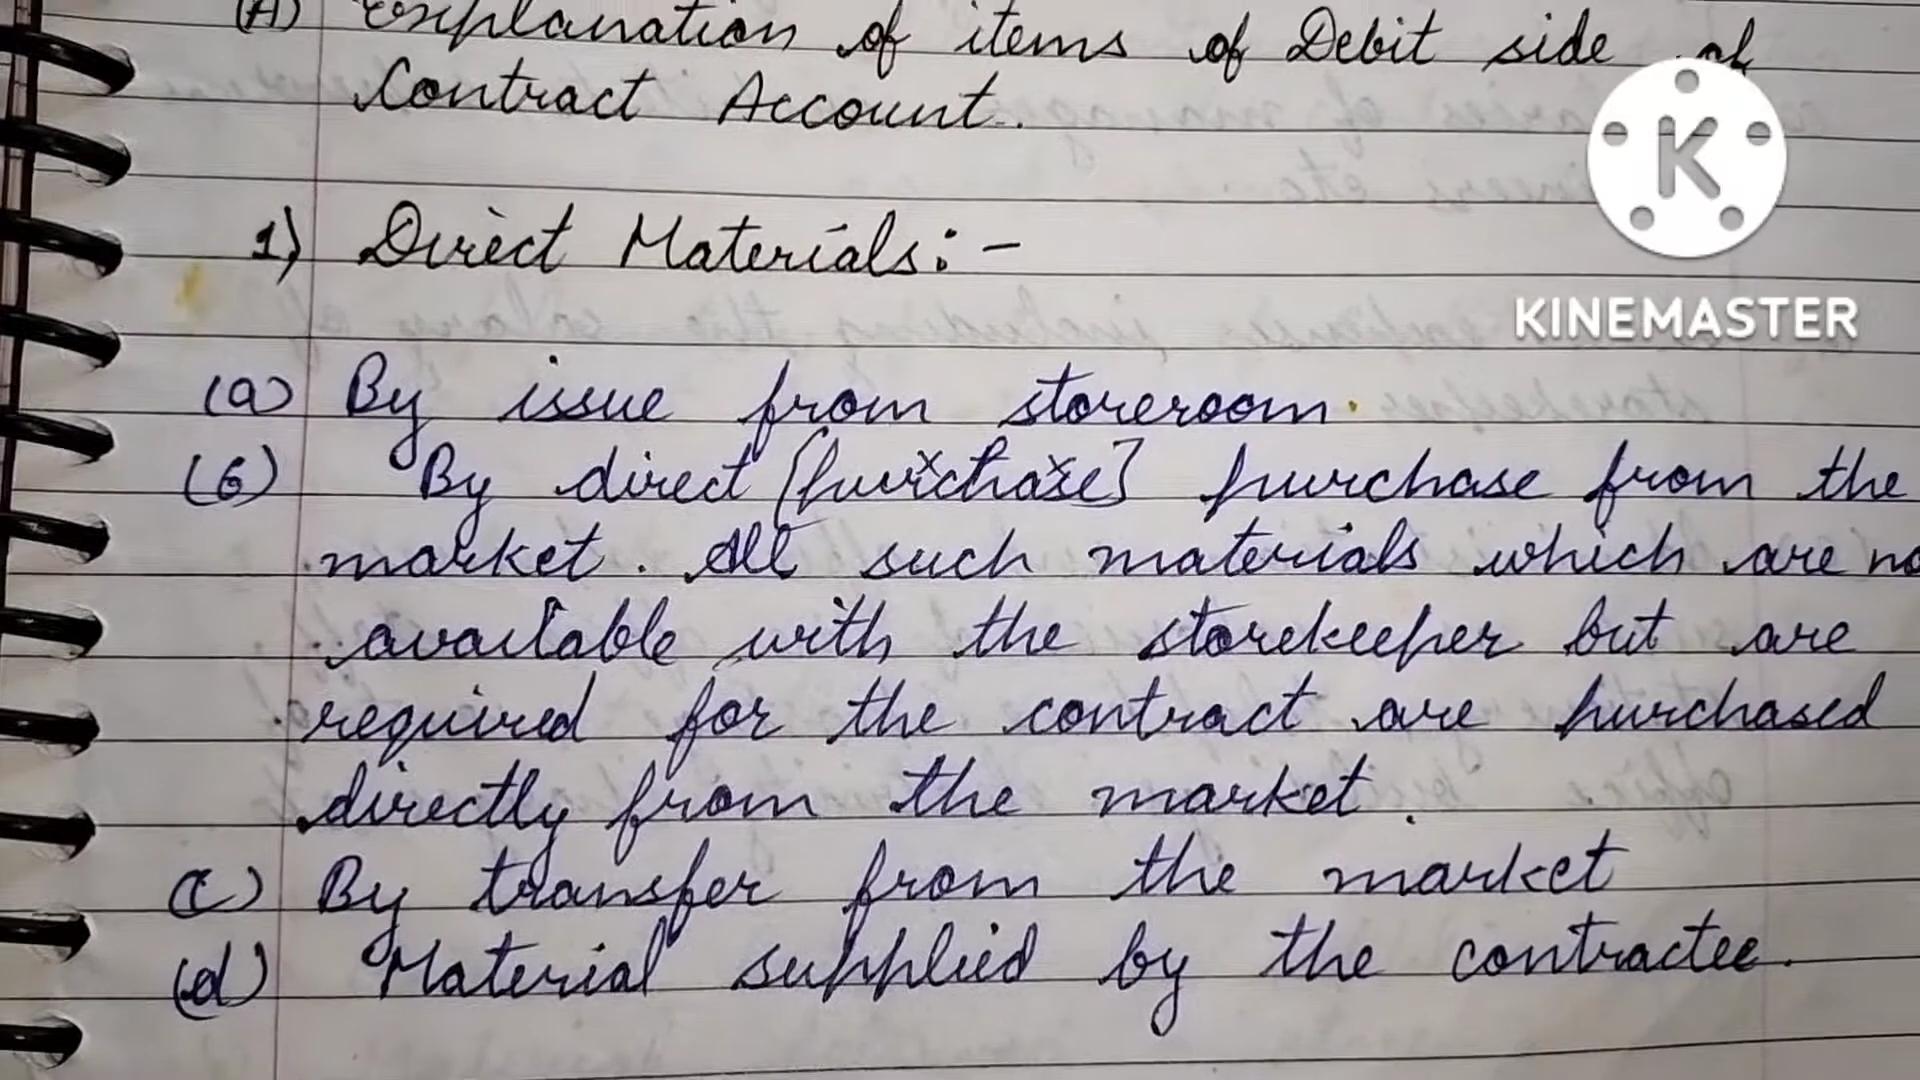 (A) Explanation of items of Debit side of
Contract Account.
K
KINEMASTER
1) Direct Materials:-
(a) By issue from storeroom.
(b) By direct [purchase] purchase from the
market. All such materials which are no
available with the storekeeper but are
required for the contract are purchased
directly from the market.
(c) By transfer from the market
(d) Material supplied by the contractee.